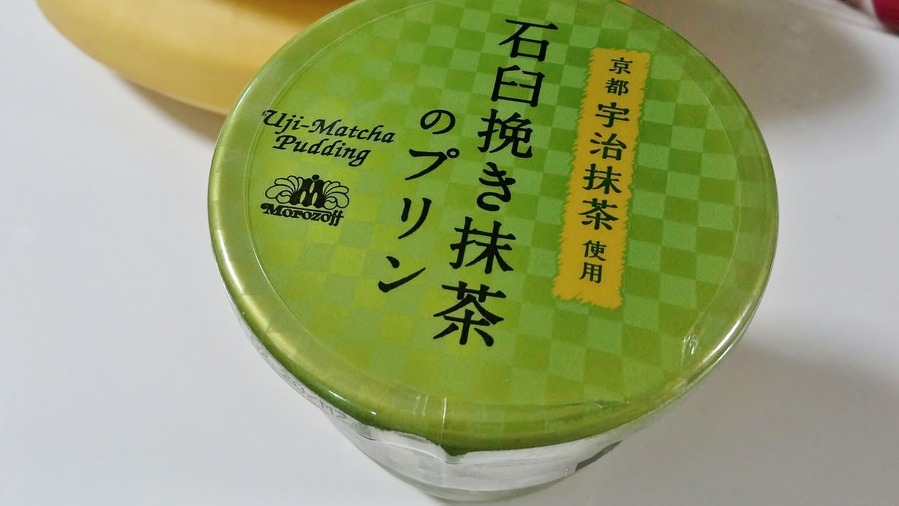 京都宇治抹茶使用
石臼挽き抹茶
のプリン
Uji-Matcha
Pudding
Morozoff